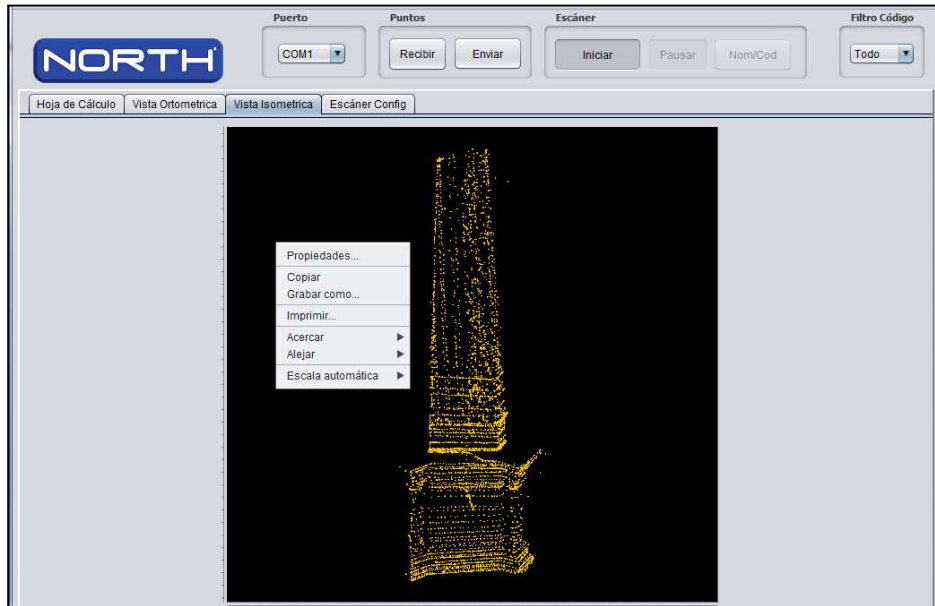 Puerto Puntos Escáner Filtro Código
NORTH COM1 Recibir Enviar Iniciar Pausar Nom/Cod Todo
Hoja de Cálculo Vista Ortometrica Vista Isometrica Escáner Config
Propiedades...
Copiar
Grabar como...
Imprimir...
Acercar
Alejar
Escala automática